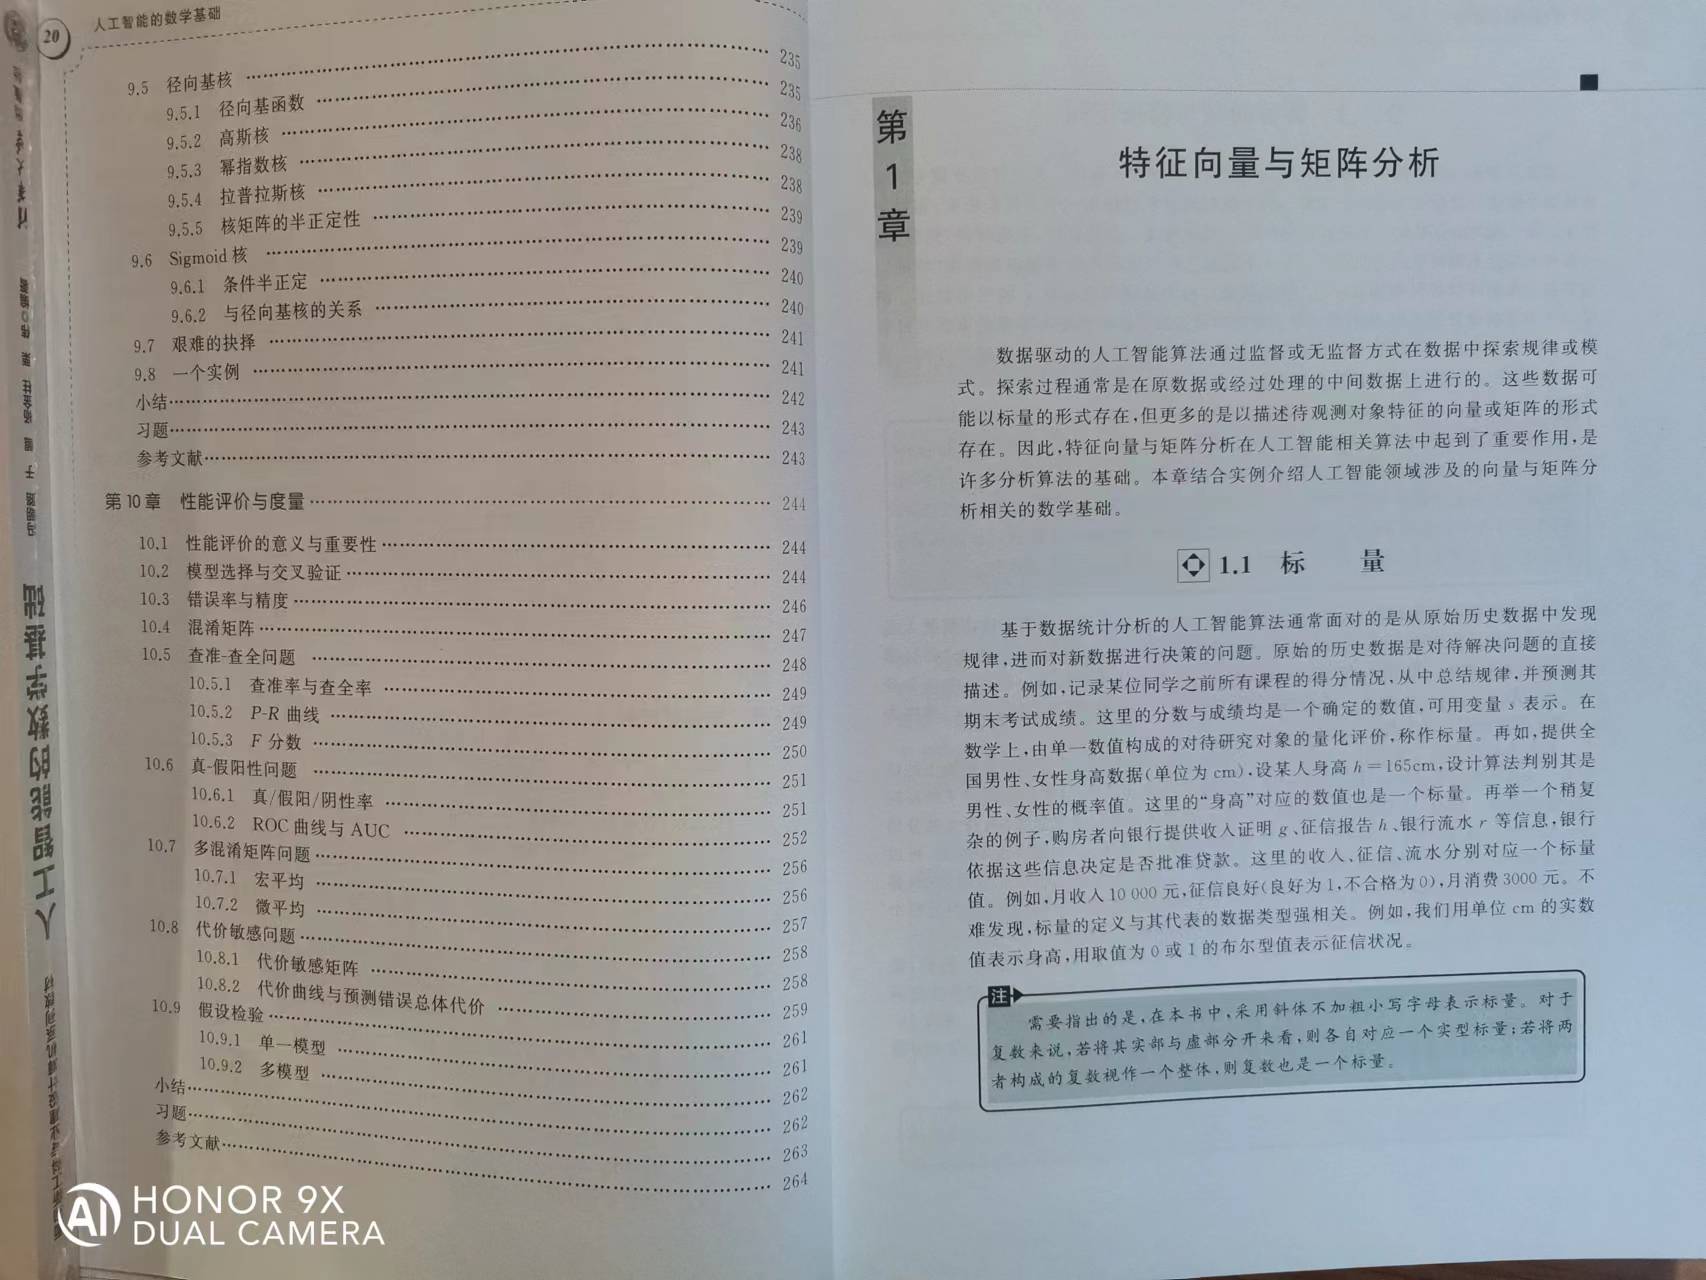 20
人工智能的数学基础
9.5 径向基核 …… 235
9.5.1 径向基函数 …… 235
9.5.2 高斯核 …… 236
9.5.3 幂指数核 …… 238
9.5.4 拉普拉斯核 …… 238
9.5.5 核矩阵的半正定性 …… 239
9.6 Sigmoid 核 …… 239
9.6.1 条件半正定 …… 240
9.6.2 与径向基核的关系 …… 240
9.7 艰难的抉择 …… 241
9.8 一个实例 …… 241
小结 …… 242
习题 …… 243
参考文献 …… 243
第 10 章 性能评价与度量 …… 244
10.1 性能评价的意义与重要性 …… 244
10.2 模型选择与交叉验证 …… 244
10.3 错误率与精度 …… 246
10.4 混淆矩阵 …… 247
10.5 查准-查全问题 …… 248
10.5.1 查准率与查全率 …… 249
10.5.2 P-R 曲线 …… 249
10.5.3 F 分数 …… 250
10.6 真-假阳性问题 …… 251
10.6.1 真/假阳/阴性率 …… 251
10.6.2 ROC 曲线与 AUC …… 252
10.7 多混淆矩阵问题 …… 256
10.7.1 宏平均 …… 256
10.7.2 微平均 …… 257
10.8 代价敏感问题 …… 258
10.8.1 代价敏感矩阵 …… 258
10.8.2 代价曲线与预测错误总体代价 …… 259
10.9 假设检验 …… 261
10.9.1 单一模型 …… 261
10.9.2 多模型 …… 262
小结 …… 262
习题 …… 263
参考文献 …… 264
人工智能的数学基础
第1章
特征向量与矩阵分析
数据驱动的人工智能算法通过监督或无监督方式在数据中探索规律或模
式。探索过程通常是在原数据或经过处理的中间数据上进行的。这些数据可
能以标量的形式存在,但更多的是以描述待观测对象特征的向量或矩阵的形式
存在。因此,特征向量与矩阵分析在人工智能相关算法中起到了重要作用,是
许多分析算法的基础。本章结合实例介绍人工智能领域涉及的向量与矩阵分
析相关的数学基础。
1.1 标 量
基于数据统计分析的人工智能算法通常面对的是从原始历史数据中发现
规律,进而对新数据进行决策的问题。原始的历史数据是对待解决问题的直接
描述。例如,记录某位同学之前所有课程的得分情况,从中总结规律,并预测其
期末考试成绩。这里的分数与成绩均是一个确定的数值,可用变量 s 表示。在
数学上,由单一数值构成的对待研究对象的量化评价,称作标量。再如,提供全
国男性、女性身高数据(单位为 cm),设某人身高 h=165cm,设计算法判别其是
男性、女性的概率值。这里的“身高”对应的数值也是一个标量。再举一个稍复
杂的例子,购房者向银行提供收入证明 g、征信报告 h、银行流水 r 等信息,银行
依据这些信息决定是否批准贷款。这里的收入、征信、流水分别对应一个标量
值。例如,月收入 10 000 元,征信良好(良好为 1,不合格为 0),月消费 3000 元。不
难发现,标量的定义与其代表的数据类型强相关。例如,我们用单位 cm 的实数
值表示身高,用取值为 0 或 1 的布尔型值表示征信状况。
注
需要指出的是,在本书中,采用斜体不加粗小写字母表示标量。对于
复数来说,若将其实部与虚部分开来看,则各自对应一个实型标量;若将两
者构成的复数视作一个整体,则复数也是一个标量。
AI HONOR 9X
DUAL CAMERA